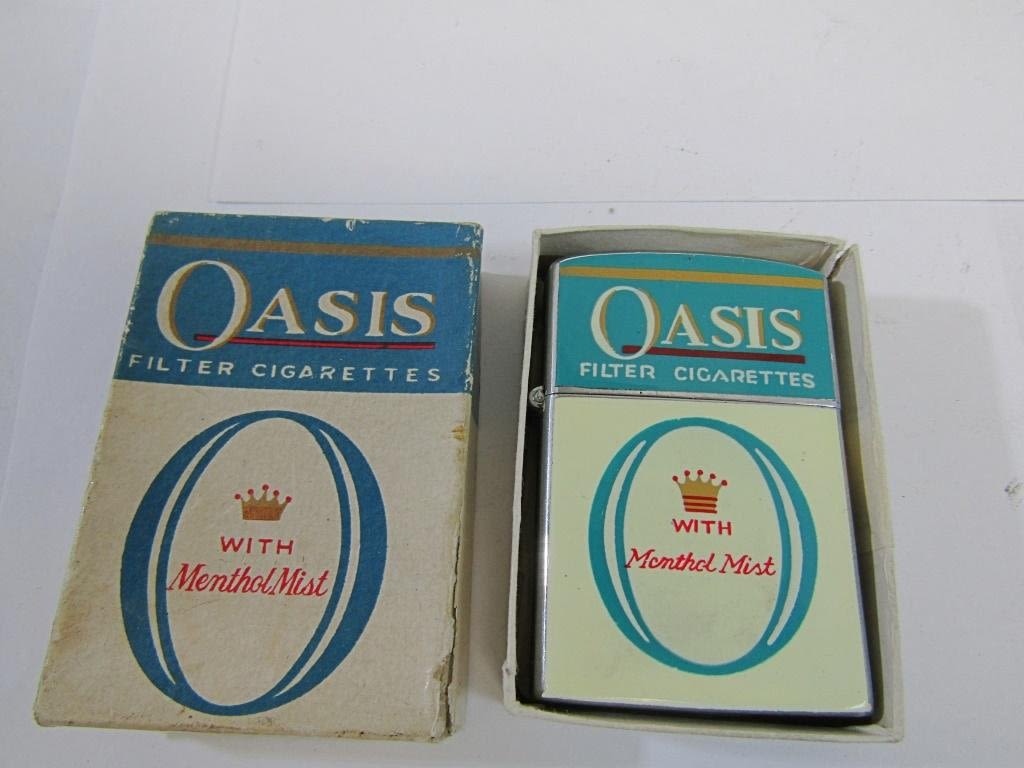 OASIS
FILTER CIGARETTES
WITH
Menthol Mist
OASIS
FILTER CIGARETTES
WITH
Menthol Mist